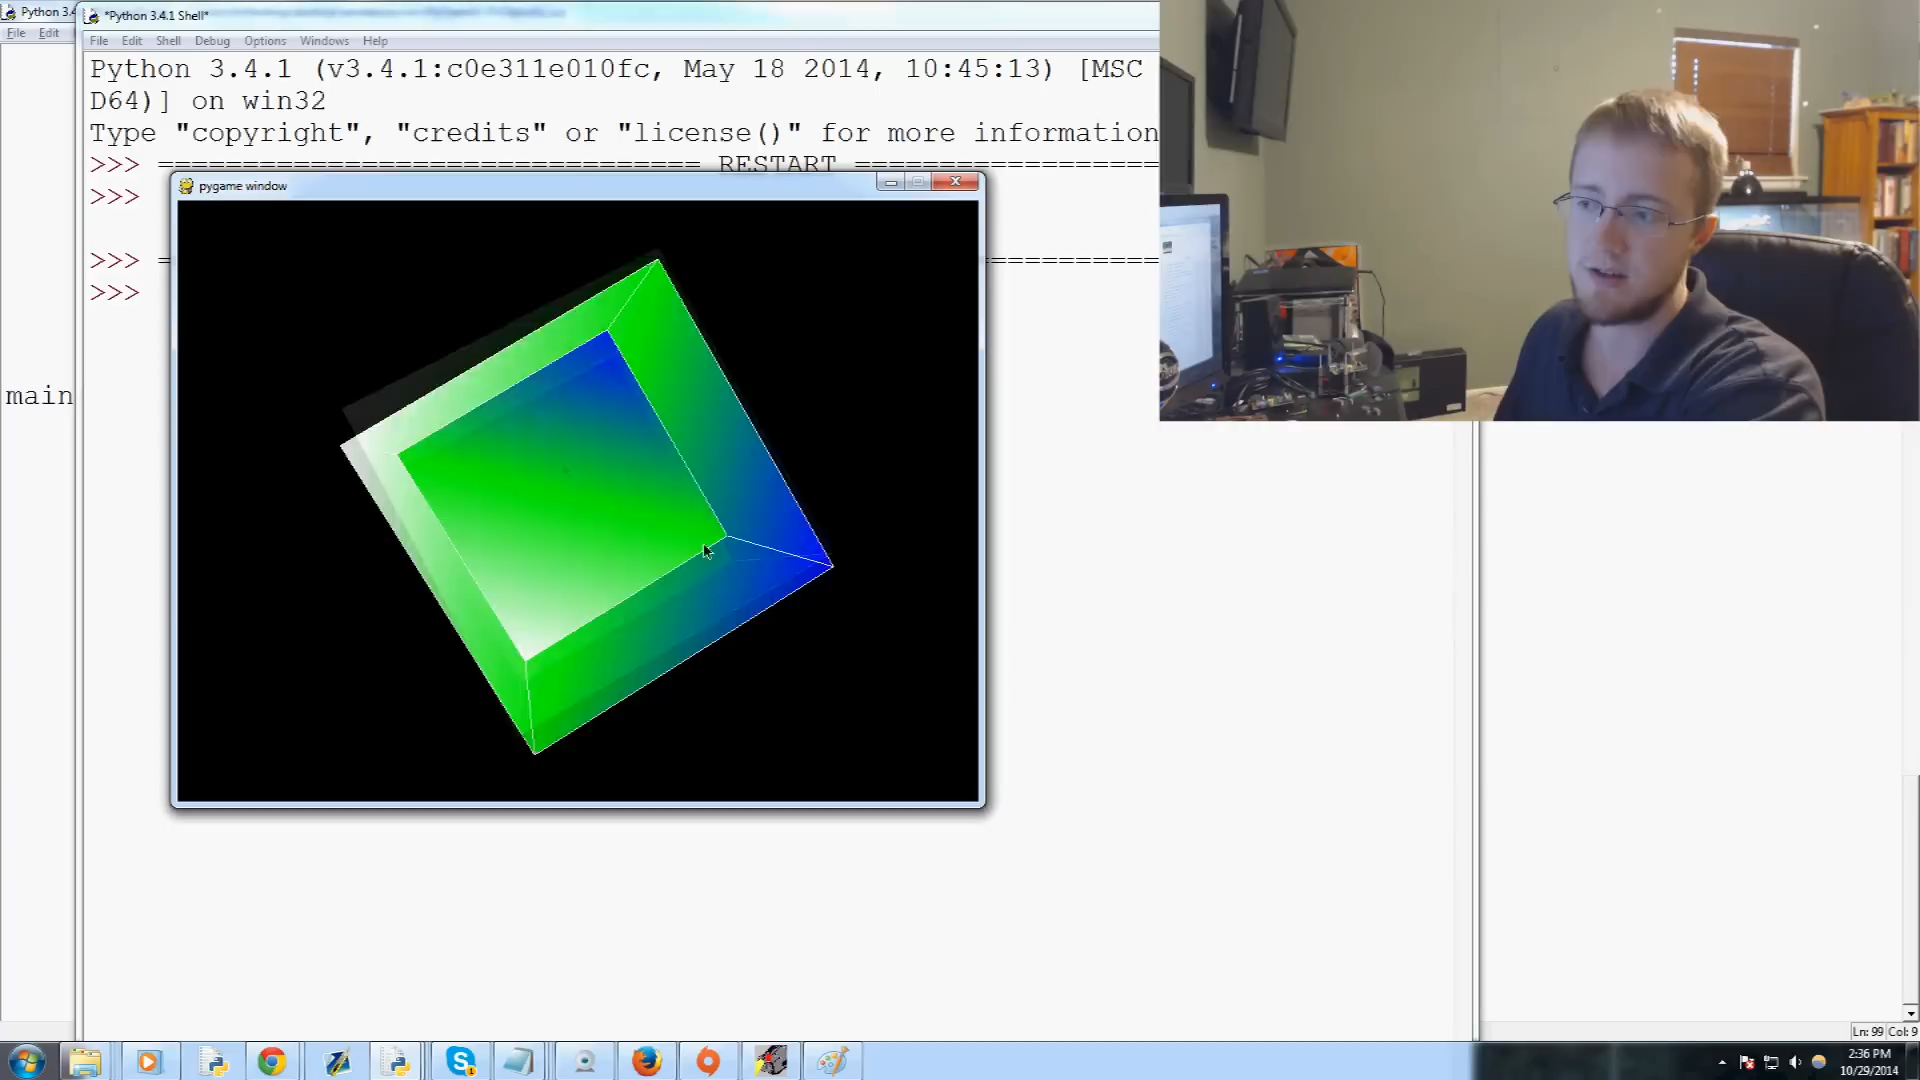 Python 3.4
*Python 3.4.1 Shell*
File Edit
File Edit Shell Debug Options Windows Help
Python 3.4.1 (v3.4.1:c0e311e010fc, May 18 2014, 10:45:13) [MSC
D64)] on win32
Type "copyright", "credits" or "license()" for more information
>>> ================================ RESTART ==================
>>>
pygame window
>>> =
>>>
main
Ln: 99 Col: 9
2:36 PM
10/29/2014